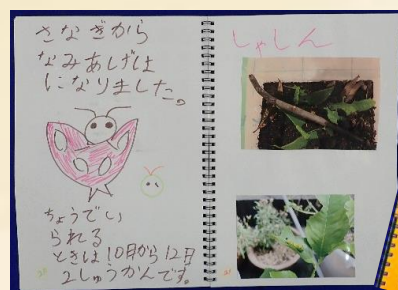 さなぎから
なみあげは
になりました。
ちょうでい
られる
ときは10日から12日
2しゅうかんです。
しゃしん